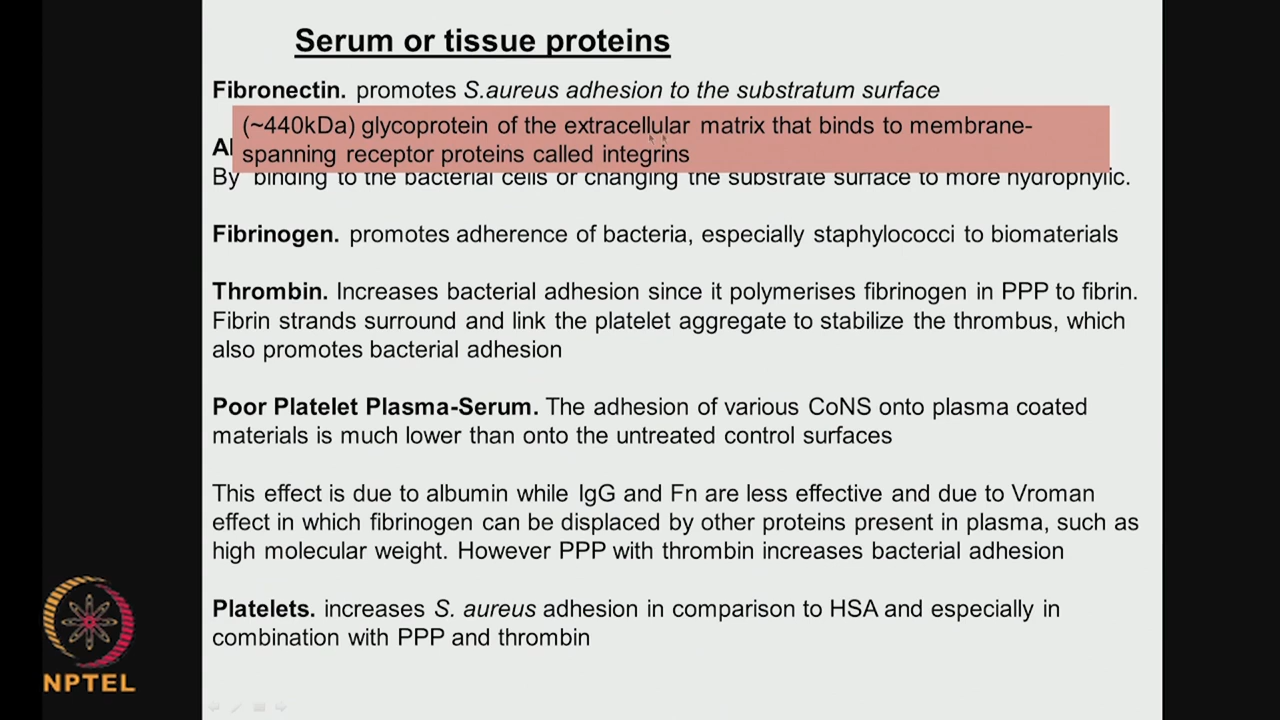 Serum or tissue proteins
Fibronectin. promotes S.aureus adhesion to the substratum surface
(~440kDa) glycoprotein of the extracellular matrix that binds to membrane-
spanning receptor proteins called integrins
By binding to the bacterial cells or changing the substrate surface to more hydrophylic.
Fibrinogen. promotes adherence of bacteria, especially staphylococci to biomaterials
Thrombin. Increases bacterial adhesion since it polymerises fibrinogen in PPP to fibrin.
Fibrin strands surround and link the platelet aggregate to stabilize the thrombus, which
also promotes bacterial adhesion
Poor Platelet Plasma-Serum. The adhesion of various CoNS onto plasma coated
materials is much lower than onto the untreated control surfaces
This effect is due to albumin while IgG and Fn are less effective and due to Vroman
effect in which fibrinogen can be displaced by other proteins present in plasma, such as
high molecular weight. However PPP with thrombin increases bacterial adhesion
Platelets. increases S. aureus adhesion in comparison to HSA and especially in
combination with PPP and thrombin
NPTEL